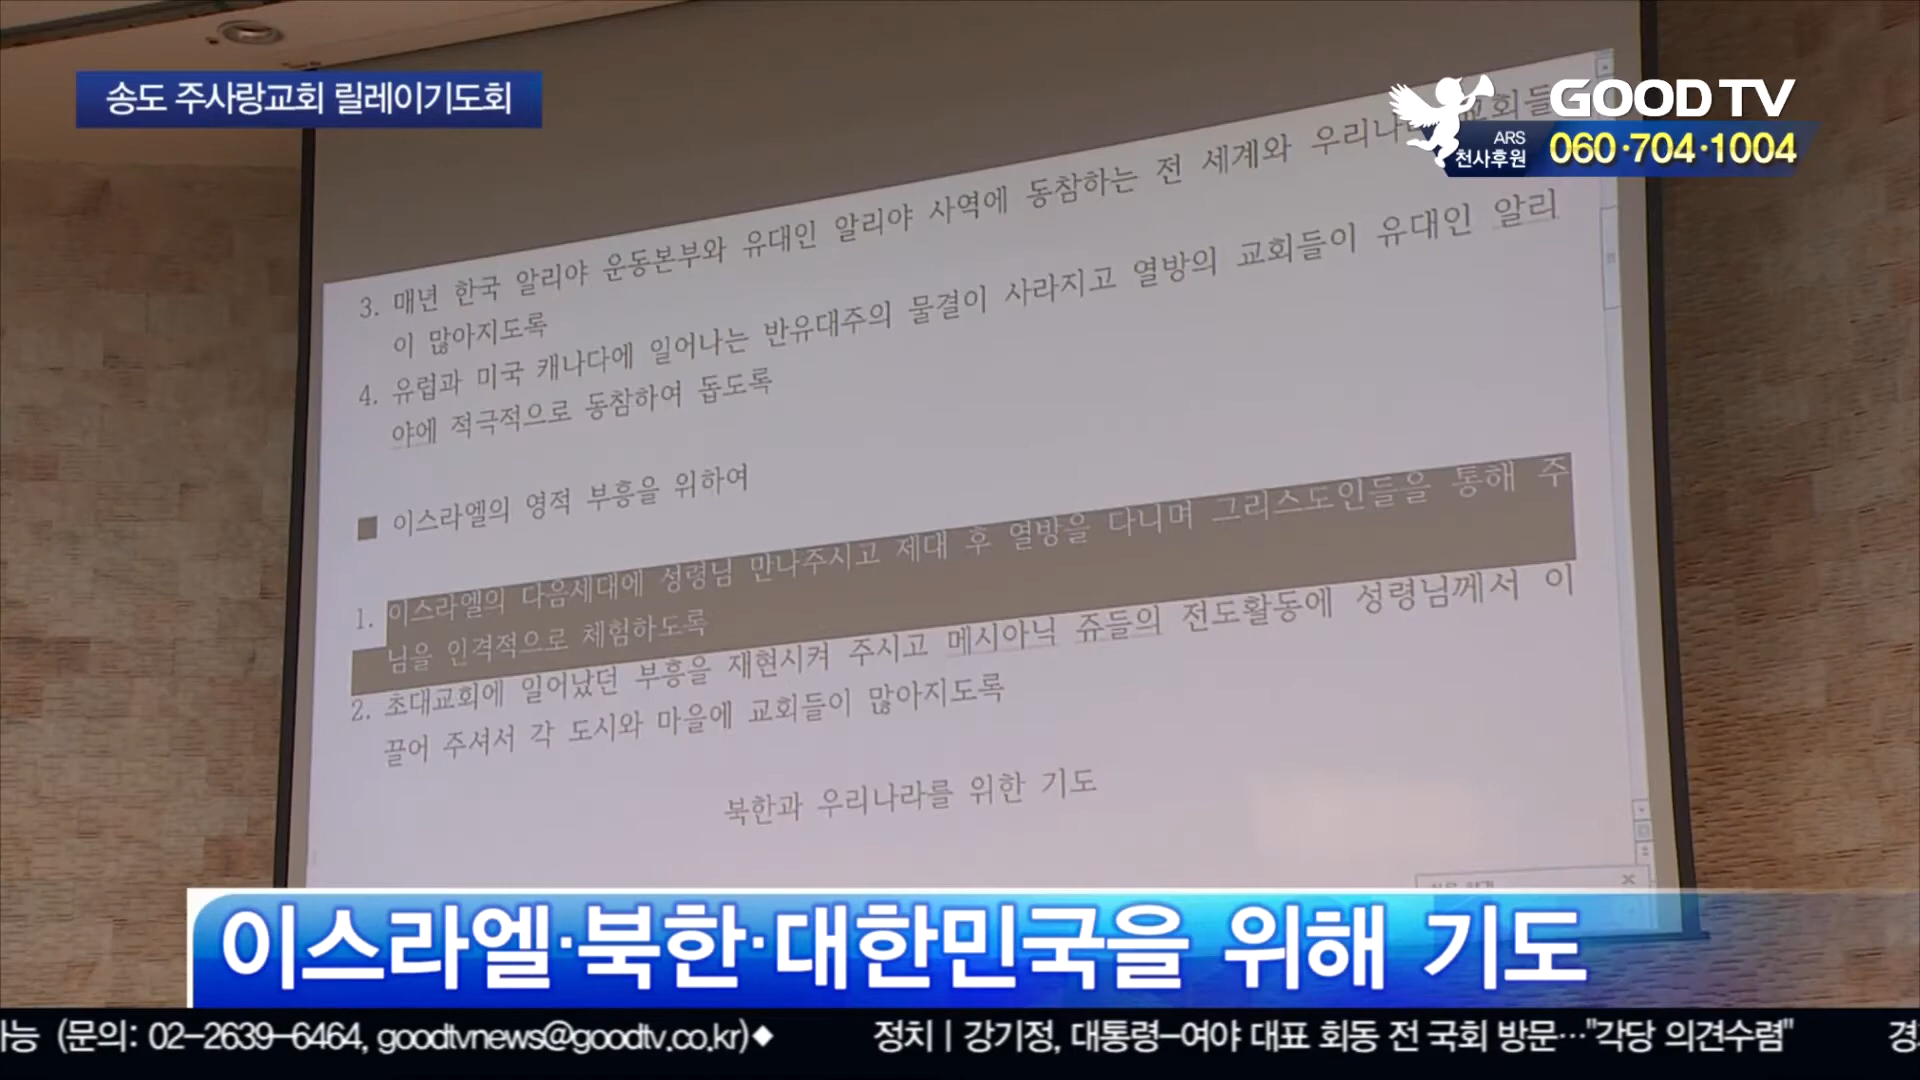 송도 주사랑교회 릴레이기도회
GOODTV
ARS
천사후원
060·704·1004
3. 매년 한국 알리야 운동본부와 유대인 알리야 사역에 동참하는 전 세계와 우리나라 교회들
이 많아지도록
4. 유럽과 미국 캐나다에 일어나는 반유대주의 물결이 사라지고 열방의 교회들이 유대인 알리
야에 적극적으로 동참하여 돕도록
■ 이스라엘의 영적 부흥을 위하여
1. 이스라엘의 다음세대에 성령님 만나주시고 제대 후 열방을 다니며 그리스도인들을 통해 주
님을 인격적으로 체험하도록
2. 초대교회에 일어났던 부흥을 재현시켜 주시고 메시아닉 쥬들의 전도활동에 성령님께서 이
끌어 주셔서 각 도시와 마을에 교회들이 많아지도록
북한과 우리나라를 위한 기도
이스라엘·북한·대한민국을 위해 기도
가능 (문의: 02-2639-6464, goodtvnews@goodtv.co.kr)◆ 정치 | 강기정, 대통령-여야 대표 회동 전 국회 방문…"각당 의견수렴" 경